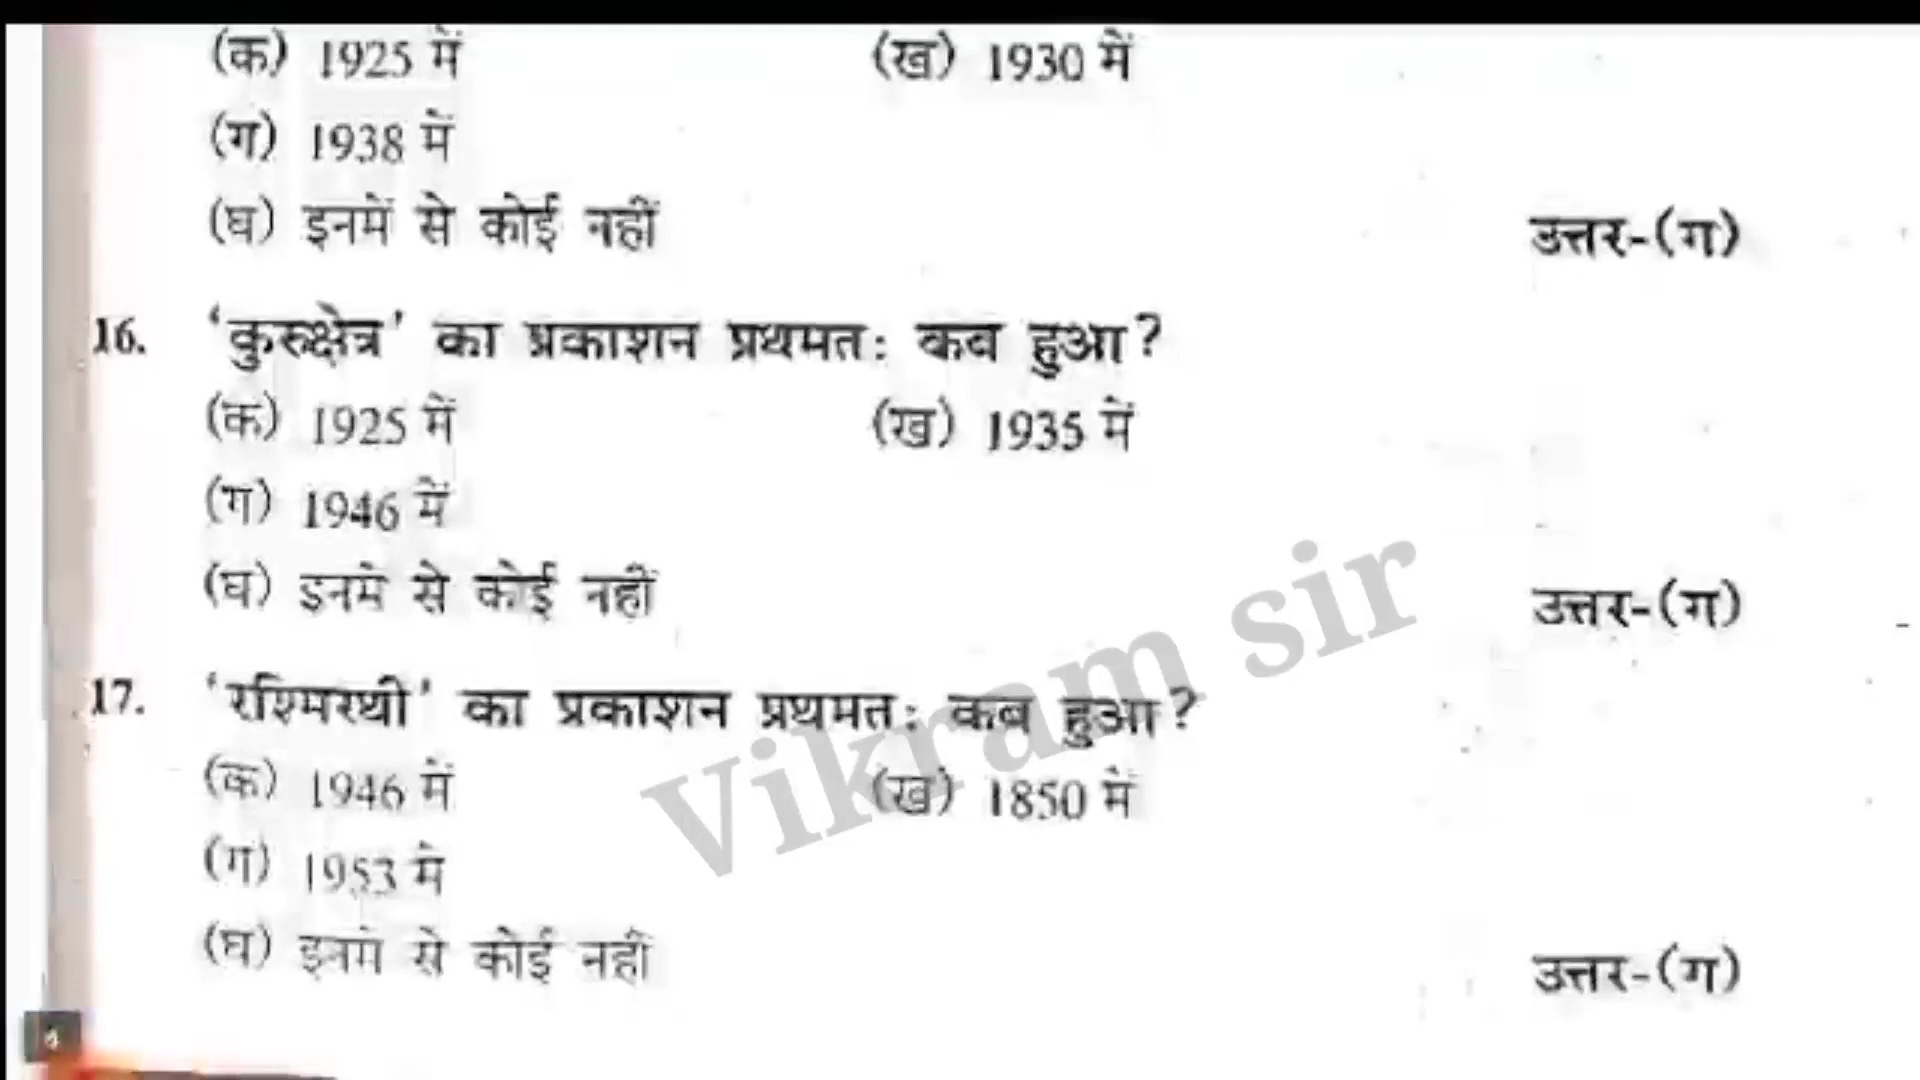 (क) 1925 में (ख) 1930 में
(ग) 1938 में
(घ) इनमें से कोई नहीं उत्तर-(ग)
16. 'कुरुक्षेत्र' का प्रकाशन प्रथमतः कब हुआ?
(क) 1925 में (ख) 1935 में
(ग) 1946 में
(घ) इनमें से कोई नहीं उत्तर-(ग)
17. 'रश्मिरथी' का प्रकाशन प्रथमतः कब हुआ?
(क) 1946 में (ख) 1850 में
(ग) 1953 में
(घ) इनमें से कोई नहीं उत्तर-(ग)
Vikram sir